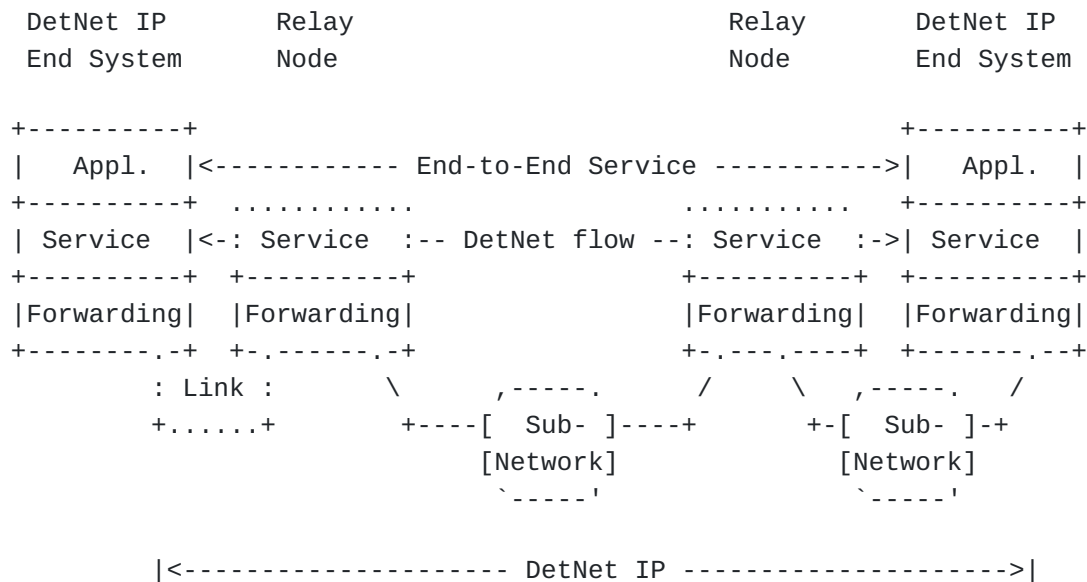 DetNet IP       Relay                        Relay       DetNet IP
End System      Node                         Node        End System

+----------+                                              +----------+
|   Appl.  |<------------ End-to-End Service ----------->|   Appl.  |
+----------+  ............                 ...........   +----------+
| Service  |<-: Service  :-- DetNet flow --: Service  :->| Service  |
+----------+  +----------+                 +----------+  +----------+
|Forwarding|  |Forwarding|                 |Forwarding|  |Forwarding|
+--------.-+  +-.------.-+                 +-.---.----+  +-------.--+
         : Link :       \      ,-----.      /     \   ,-----.   /
         +......+        +----[  Sub- ]----+       +-[  Sub- ]-+
                              [Network]              [Network]
                               `-----'                `-----'

         |<--------------------- DetNet IP --------------------->|